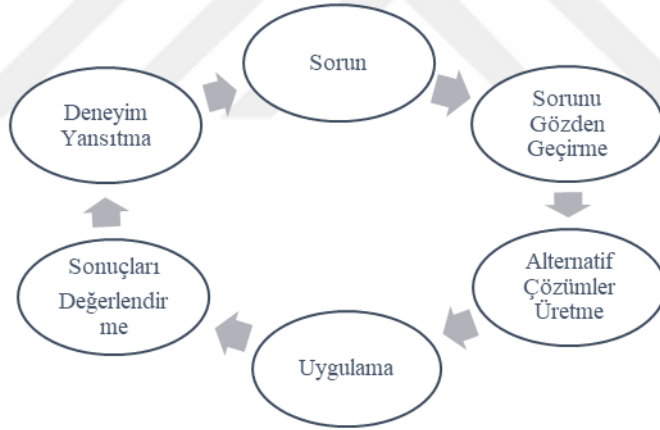 Sorun
Sorunu
Gözden
Geçirme
Alternatif
Çözümler
Üretme
Uygulama
Sonuçları
Değerlendir
me
Deneyim
Yansıtma